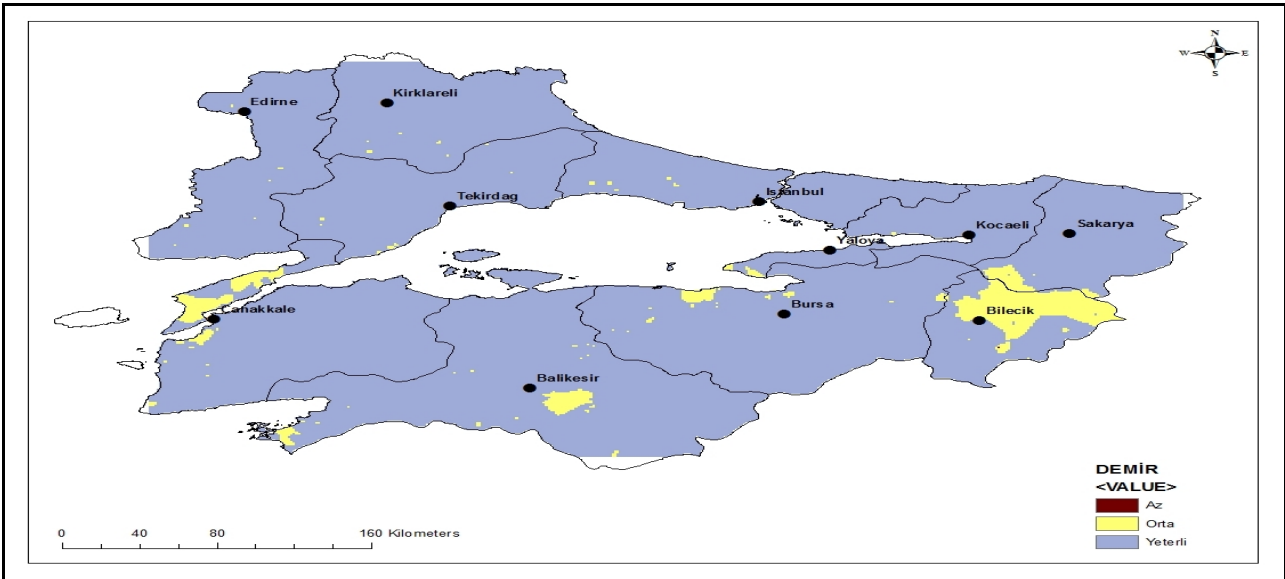 N
W E
S
Kirklareli
Edirne
Tekirdag
Istanbul
Kocaeli
Sakarya
Yalova
Canakkale
Bursa
Bilecik
Balikesir
DEMİR
<VALUE>
Az
Orta
Yeterli
0 40 80 160 Kilometers